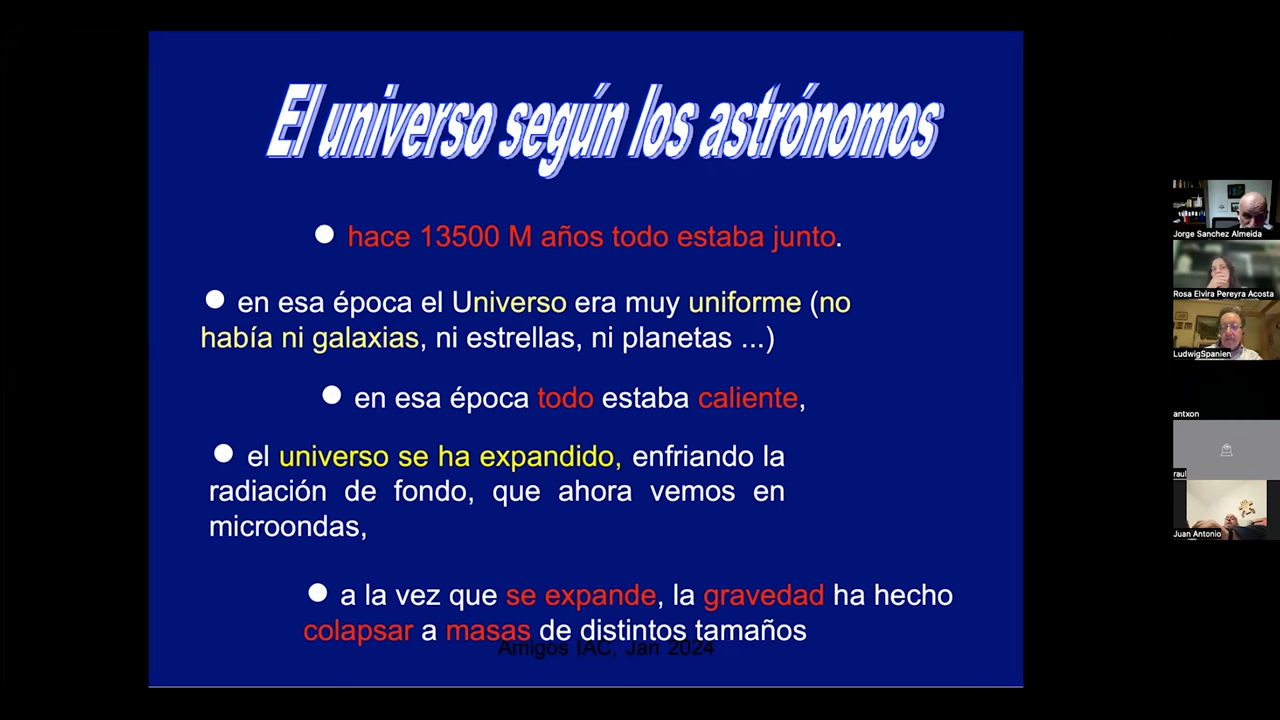 El universo según los astrónomos
hace 13500 M años todo estaba junto.
en esa época el Universo era muy uniforme (no
había ni galaxias, ni estrellas, ni planetas ...)
en esa época todo estaba caliente,
el universo se ha expandido, enfriando la
radiación de fondo, que ahora vemos en
microondas,
a la vez que se expande, la gravedad ha hecho
colapsar a masas de distintos tamaños
Amigos IAC, Jan 2024
Jorge Sanchez Almeida
Rosa Elvira Pereyra Acosta
LudwigSpanien
antxon
raul
Juan Antonio